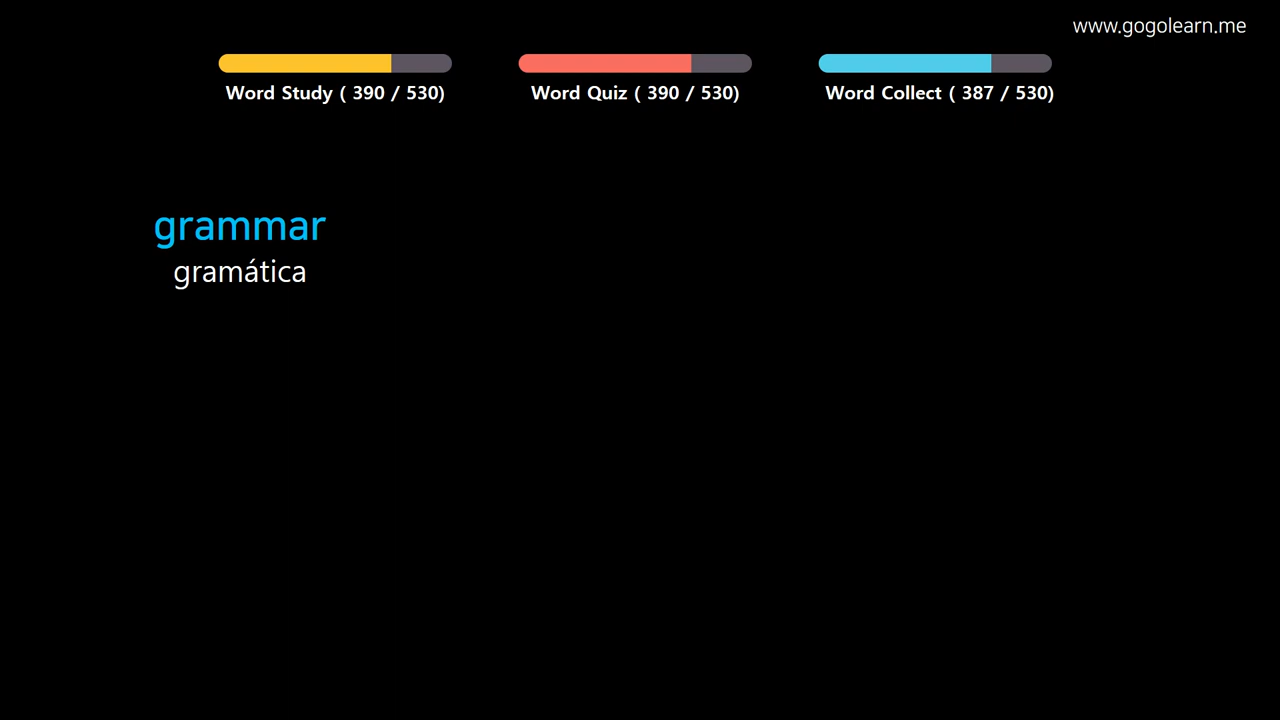 www.gogolearn.me
Word Study ( 390 / 530)
Word Quiz ( 390 / 530)
Word Collect ( 387 / 530)
grammar
gramática